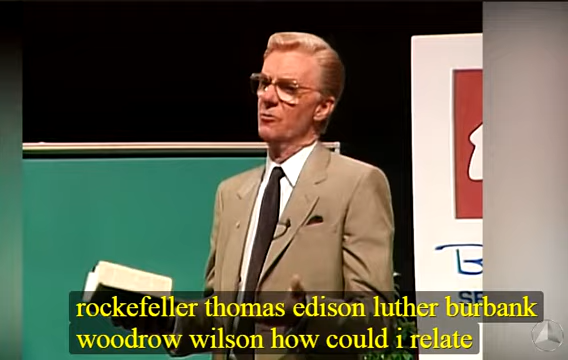 rockefeller thomas edison luther burbank
woodrow wilson how could i relate